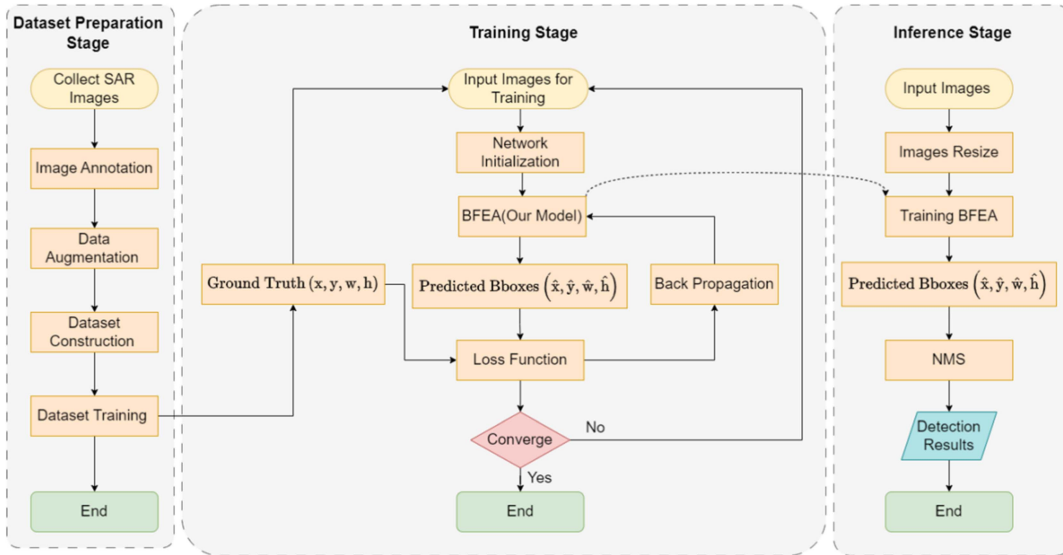 Dataset Preparation
Stage
Collect SAR
Images
Image Annotation
Data
Augmentation
Dataset
Construction
Dataset Training
End
Training Stage
Input Images for
Training
Network
Initialization
BFEA(Our Model)
Ground Truth (x, y, w, h)
Predicted Bboxes (x̂, ŷ, ŵ, ĥ)
Back Propagation
Loss Function
Converge
No
Yes
End
Inference Stage
Input Images
Images Resize
Training BFEA
Predicted Bboxes (x̂, ŷ, ŵ, ĥ)
NMS
Detection
Results
End